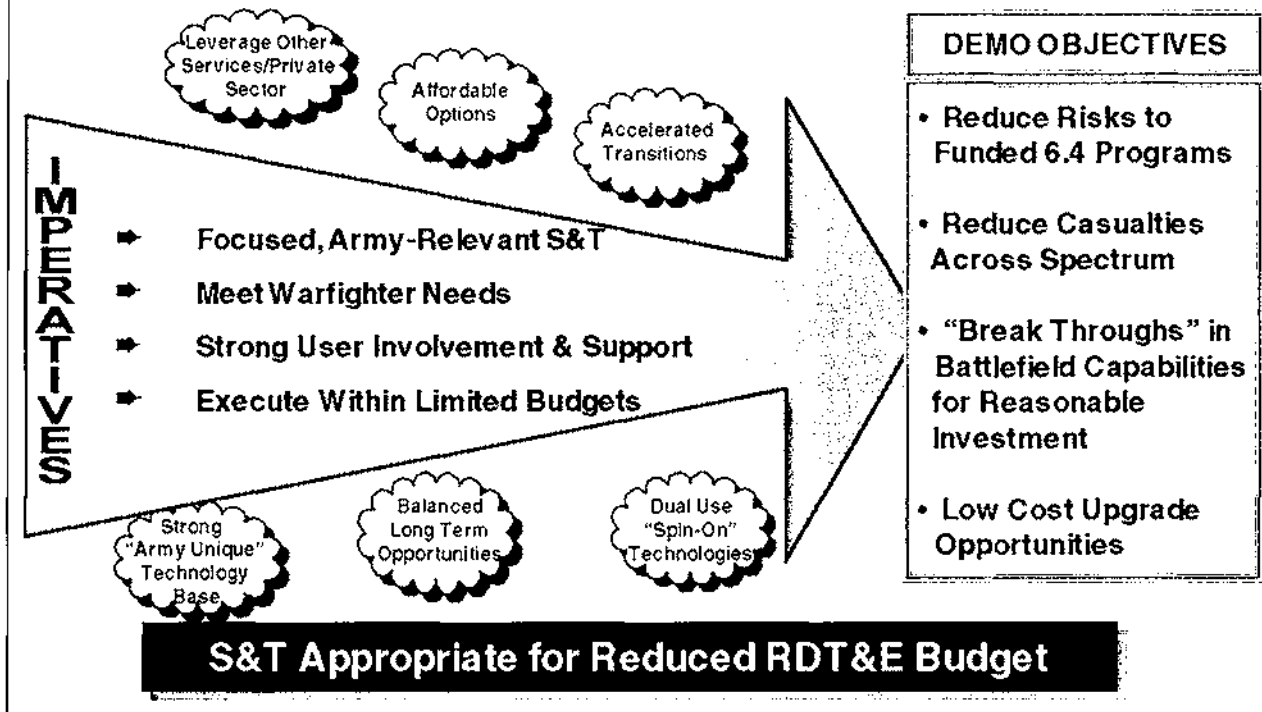 Leverage Other
Services/Private
Sector
Affordable
Options
Accelerated
Transitions
IMPERATIVES
Focused, Army-Relevant S&T
Meet Warfighter Needs
Strong User Involvement & Support
Execute Within Limited Budgets
Strong
"Army Unique"
Technology
Base
Balanced
Long Term
Opportunities
Dual Use
"Spin-On"
Technologies
DEMO OBJECTIVES
• Reduce Risks to
Funded 6.4 Programs
• Reduce Casualties
Across Spectrum
• "Break Throughs" in
Battlefield Capabilities
for Reasonable
Investment
• Low Cost Upgrade
Opportunities
S&T Appropriate for Reduced RDT&E Budget